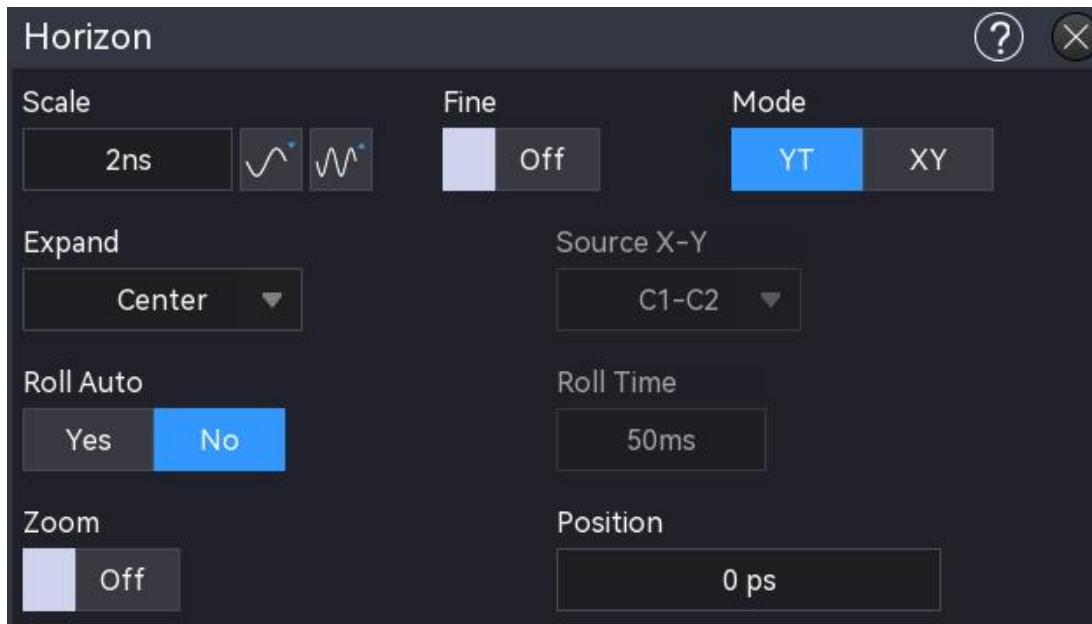 Horizon ?
Scale Fine Mode
2ns Off YT XY
Expand Source X-Y
Center C1-C2
Roll Auto Roll Time
Yes No 50ms
Zoom Position
Off 0 ps